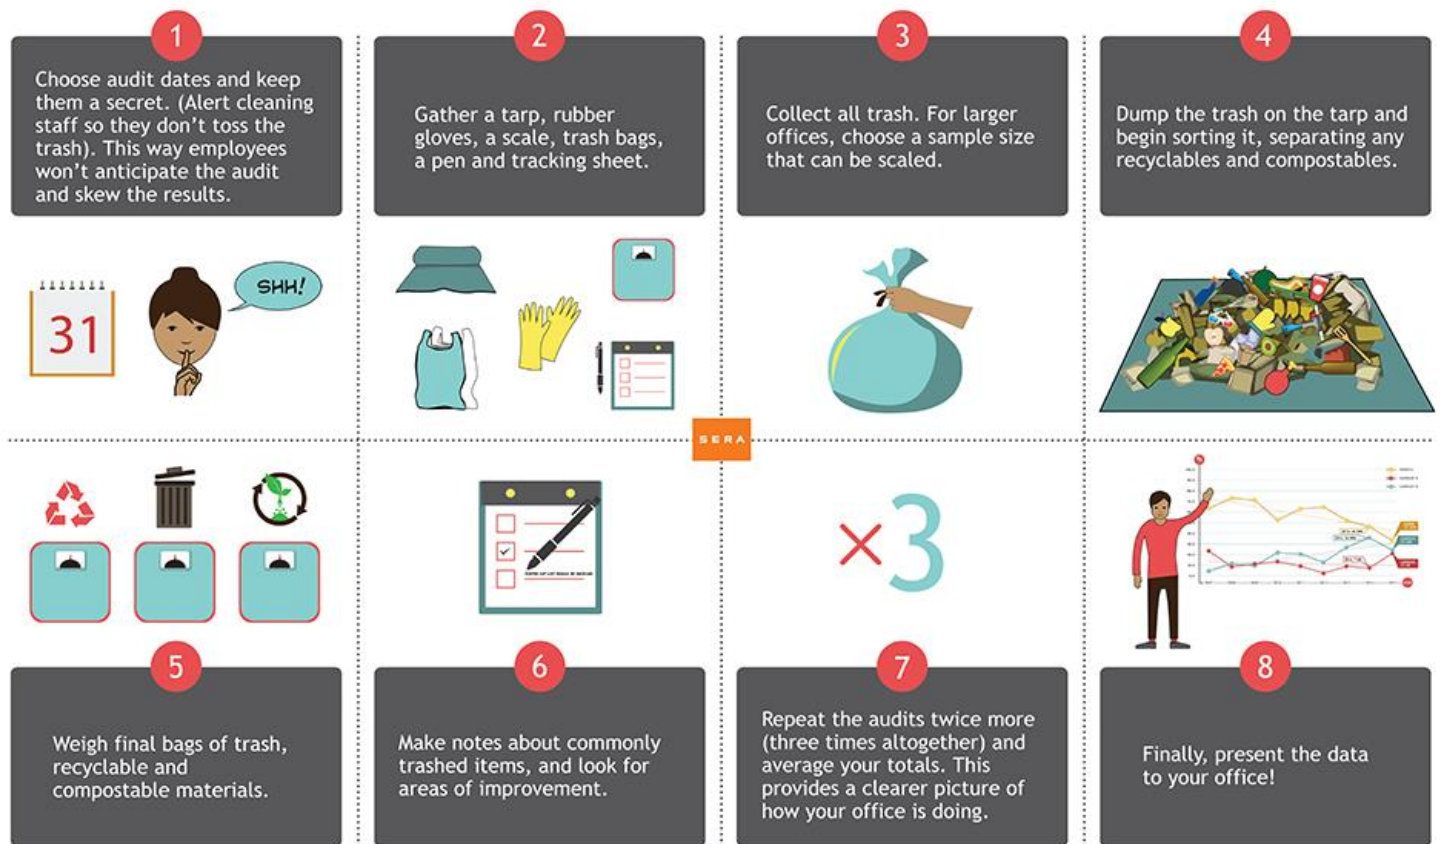 1
Choose audit dates and keep
them a secret. (Alert cleaning
staff so they don't toss the
trash). This way employees
won't anticipate the audit
and skew the results.
2
Gather a tarp, rubber
gloves, a scale, trash bags,
a pen and tracking sheet.
3
Collect all trash. For larger
offices, choose a sample size
that can be scaled.
4
Dump the trash on the tarp and
begin sorting it, separating any
recyclables and compostables.
31
SHH!
SERA
×3
5
Weigh final bags of trash,
recyclable and
compostable materials.
6
Make notes about commonly
trashed items, and look for
areas of improvement.
7
Repeat the audits twice more
(three times altogether) and
average your totals. This
provides a clearer picture of
how your office is doing.
8
Finally, present the data
to your office!